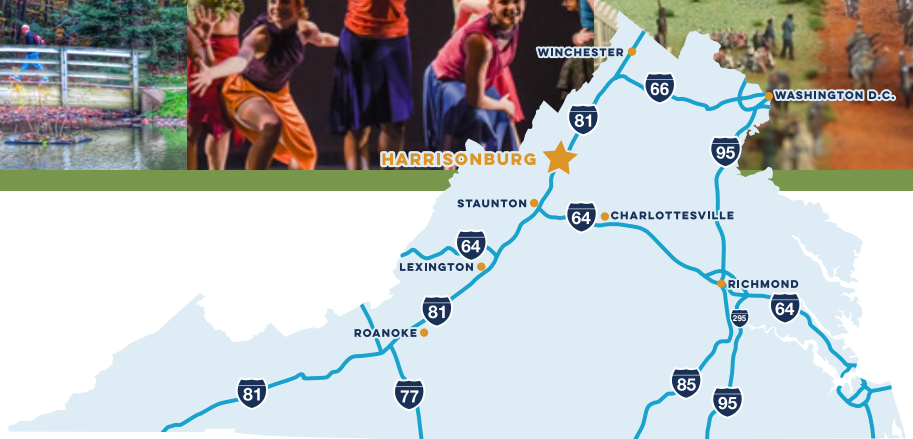 WINCHESTER
66
WASHINGTON D.C.
81
95
HARRISONBURG
STAUNTON
64
CHARLOTTESVILLE
64
LEXINGTON
RICHMOND
81
295
64
ROANOKE
85
81
77
95